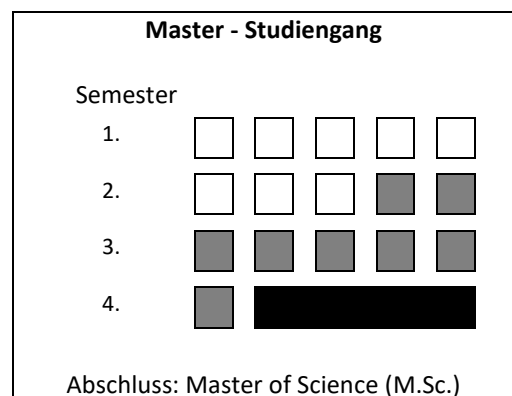 Master - Studiengang
Semester
1.
2.
3.
4.
Abschluss: Master of Science (M.Sc.)